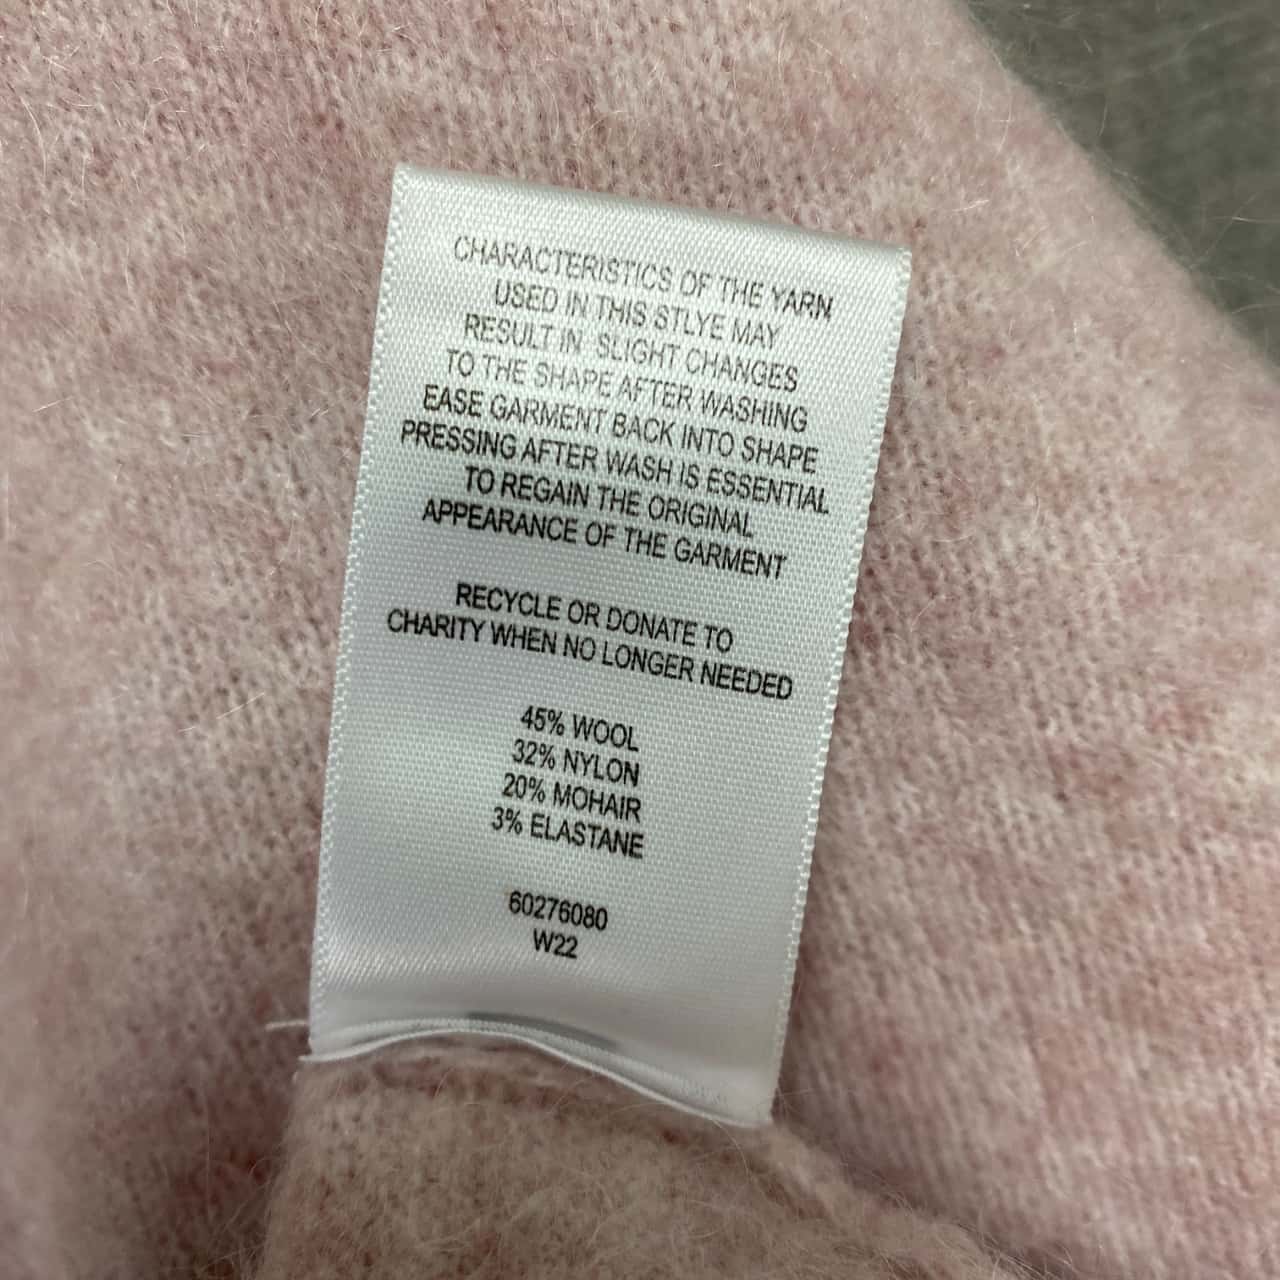 CHARACTERISTICS OF THE YARN
USED IN THIS STLYE MAY
RESULT IN SLIGHT CHANGES
TO THE SHAPE AFTER WASHING
EASE GARMENT BACK INTO SHAPE
PRESSING AFTER WASH IS ESSENTIAL
TO REGAIN THE ORIGINAL
APPEARANCE OF THE GARMENT
RECYCLE OR DONATE TO
CHARITY WHEN NO LONGER NEEDED
45% WOOL
32% NYLON
20% MOHAIR
3% ELASTANE
60276080
W22